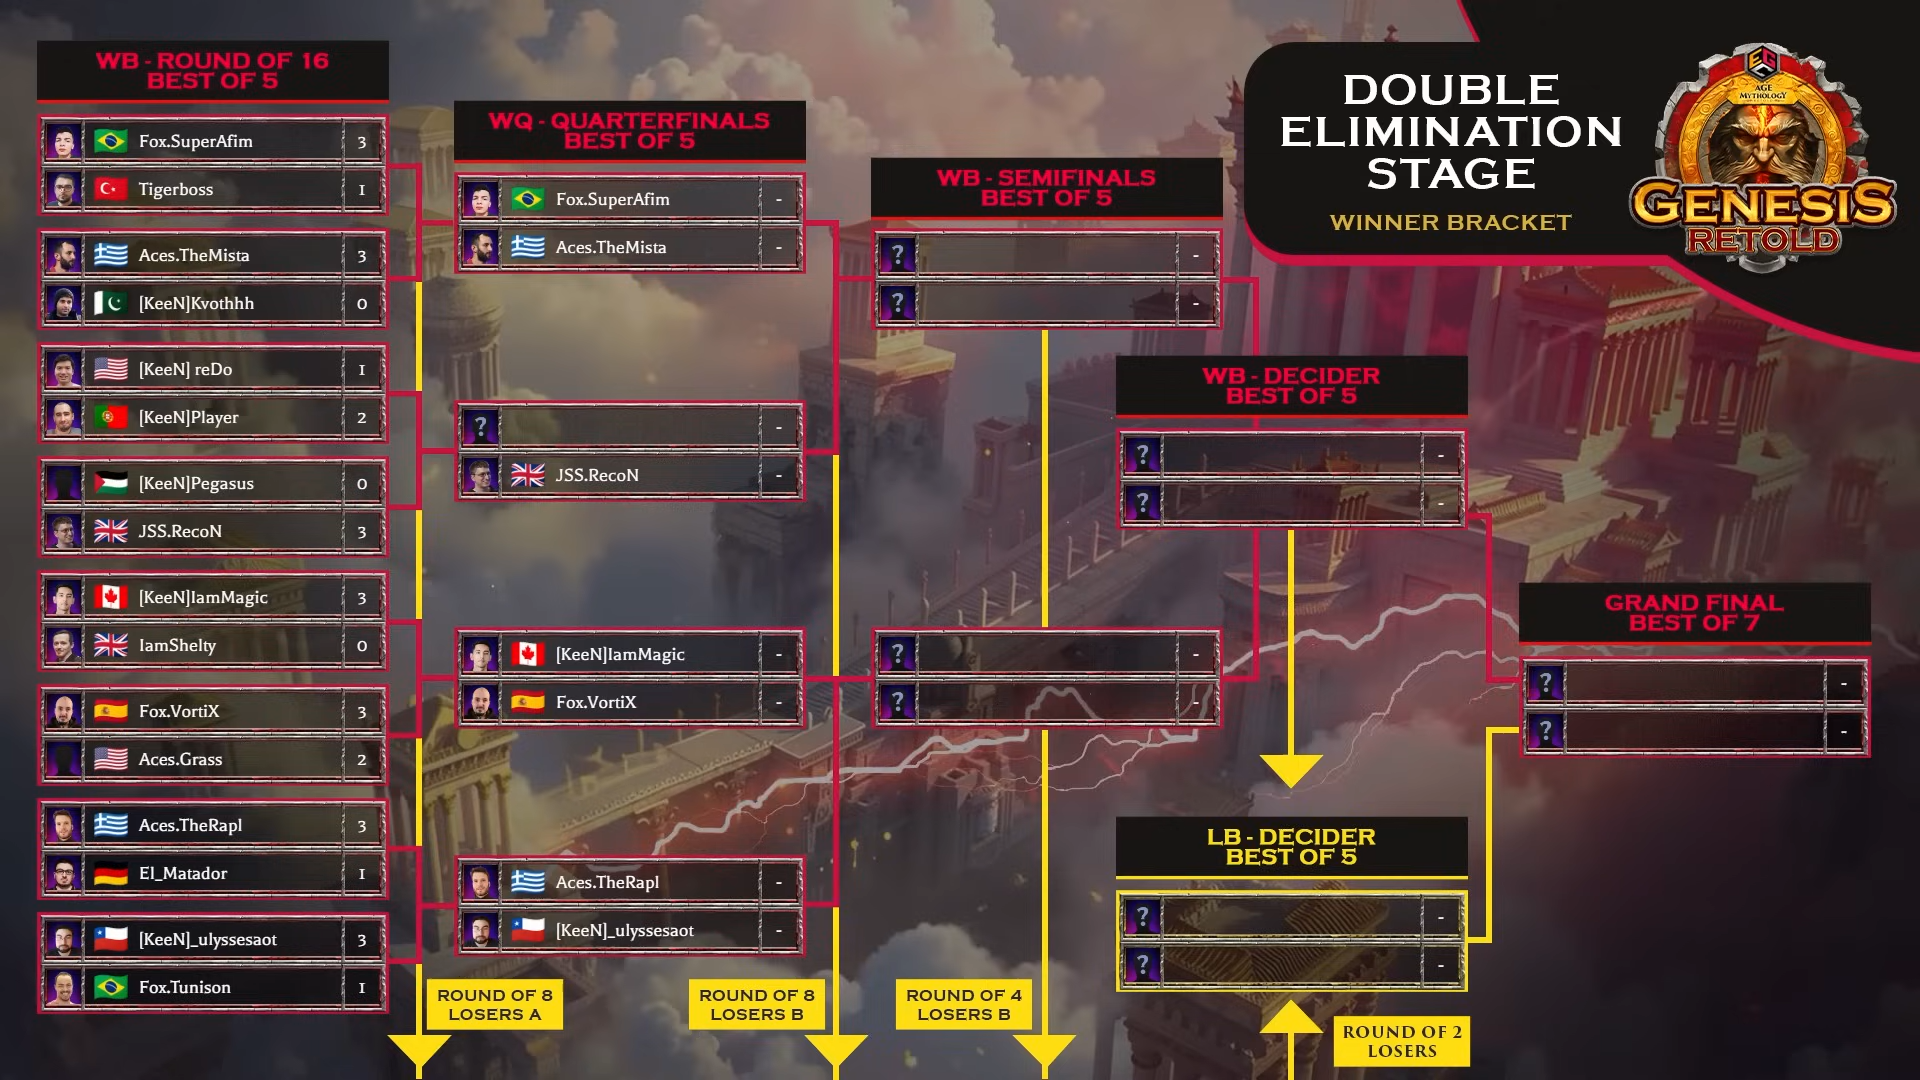 WB - ROUND OF 16
BEST OF 5
Fox.SuperAfim 3
Tigerboss 1
Aces.TheMista 3
[KeeN]Kvothhh 0
[KeeN] reDo 1
[KeeN]Player 2
[KeeN]Pegasus 0
JSS.RecoN 3
[KeeN]IamMagic 3
IamShelty 0
Fox.VortiX 3
Aces.Grass 2
Aces.TheRapl 3
El_Matador 1
[KeeN]_ulyssesaot 3
Fox.Tunison 1
WQ - QUARTERFINALS
BEST OF 5
Fox.SuperAfim -
Aces.TheMista -
? -
JSS.RecoN -
[KeeN]IamMagic -
Fox.VortiX -
Aces.TheRapl -
[KeeN]_ulyssesaot -
WB - SEMIFINALS
BEST OF 5
? -
? -
? -
? -
WB - DECIDER
BEST OF 5
? -
? -
LB - DECIDER
BEST OF 5
? -
? -
GRAND FINAL
BEST OF 7
? -
? -
ROUND OF 8
LOSERS A
ROUND OF 8
LOSERS B
ROUND OF 4
LOSERS B
ROUND OF 2
LOSERS
DOUBLE
ELIMINATION
STAGE
WINNER BRACKET
EGC
AGE
MYTHOLOGY
GENESIS
RETOLD